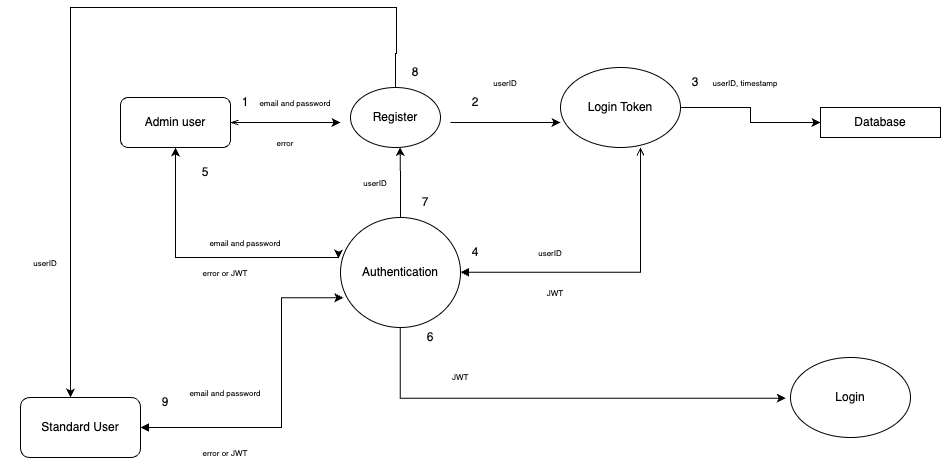 8
userID
3
userID, timestamp
1
email and password
2
Admin user
Register
Login Token
Database
error
5
userID
7
email and password
4
userID
userID
Authentication
error or JWT
JWT
6
JWT
email and password
9
Login
Standard User
error or JWT